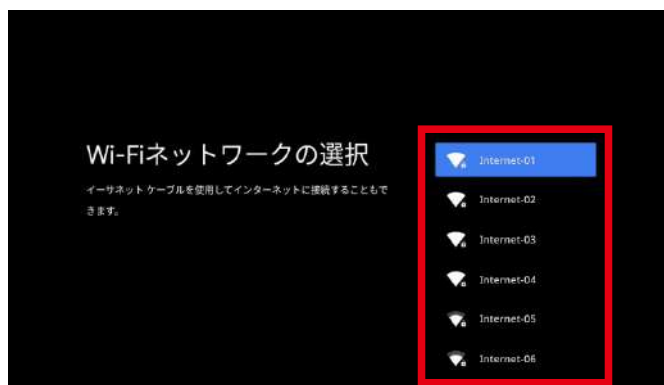 Wi-Fiネットワークの選択
イーサネット ケーブルを使用してインターネットに接続することもで
きます。
Internet-01
Internet-02
Internet-03
Internet-04
Internet-05
Internet-06